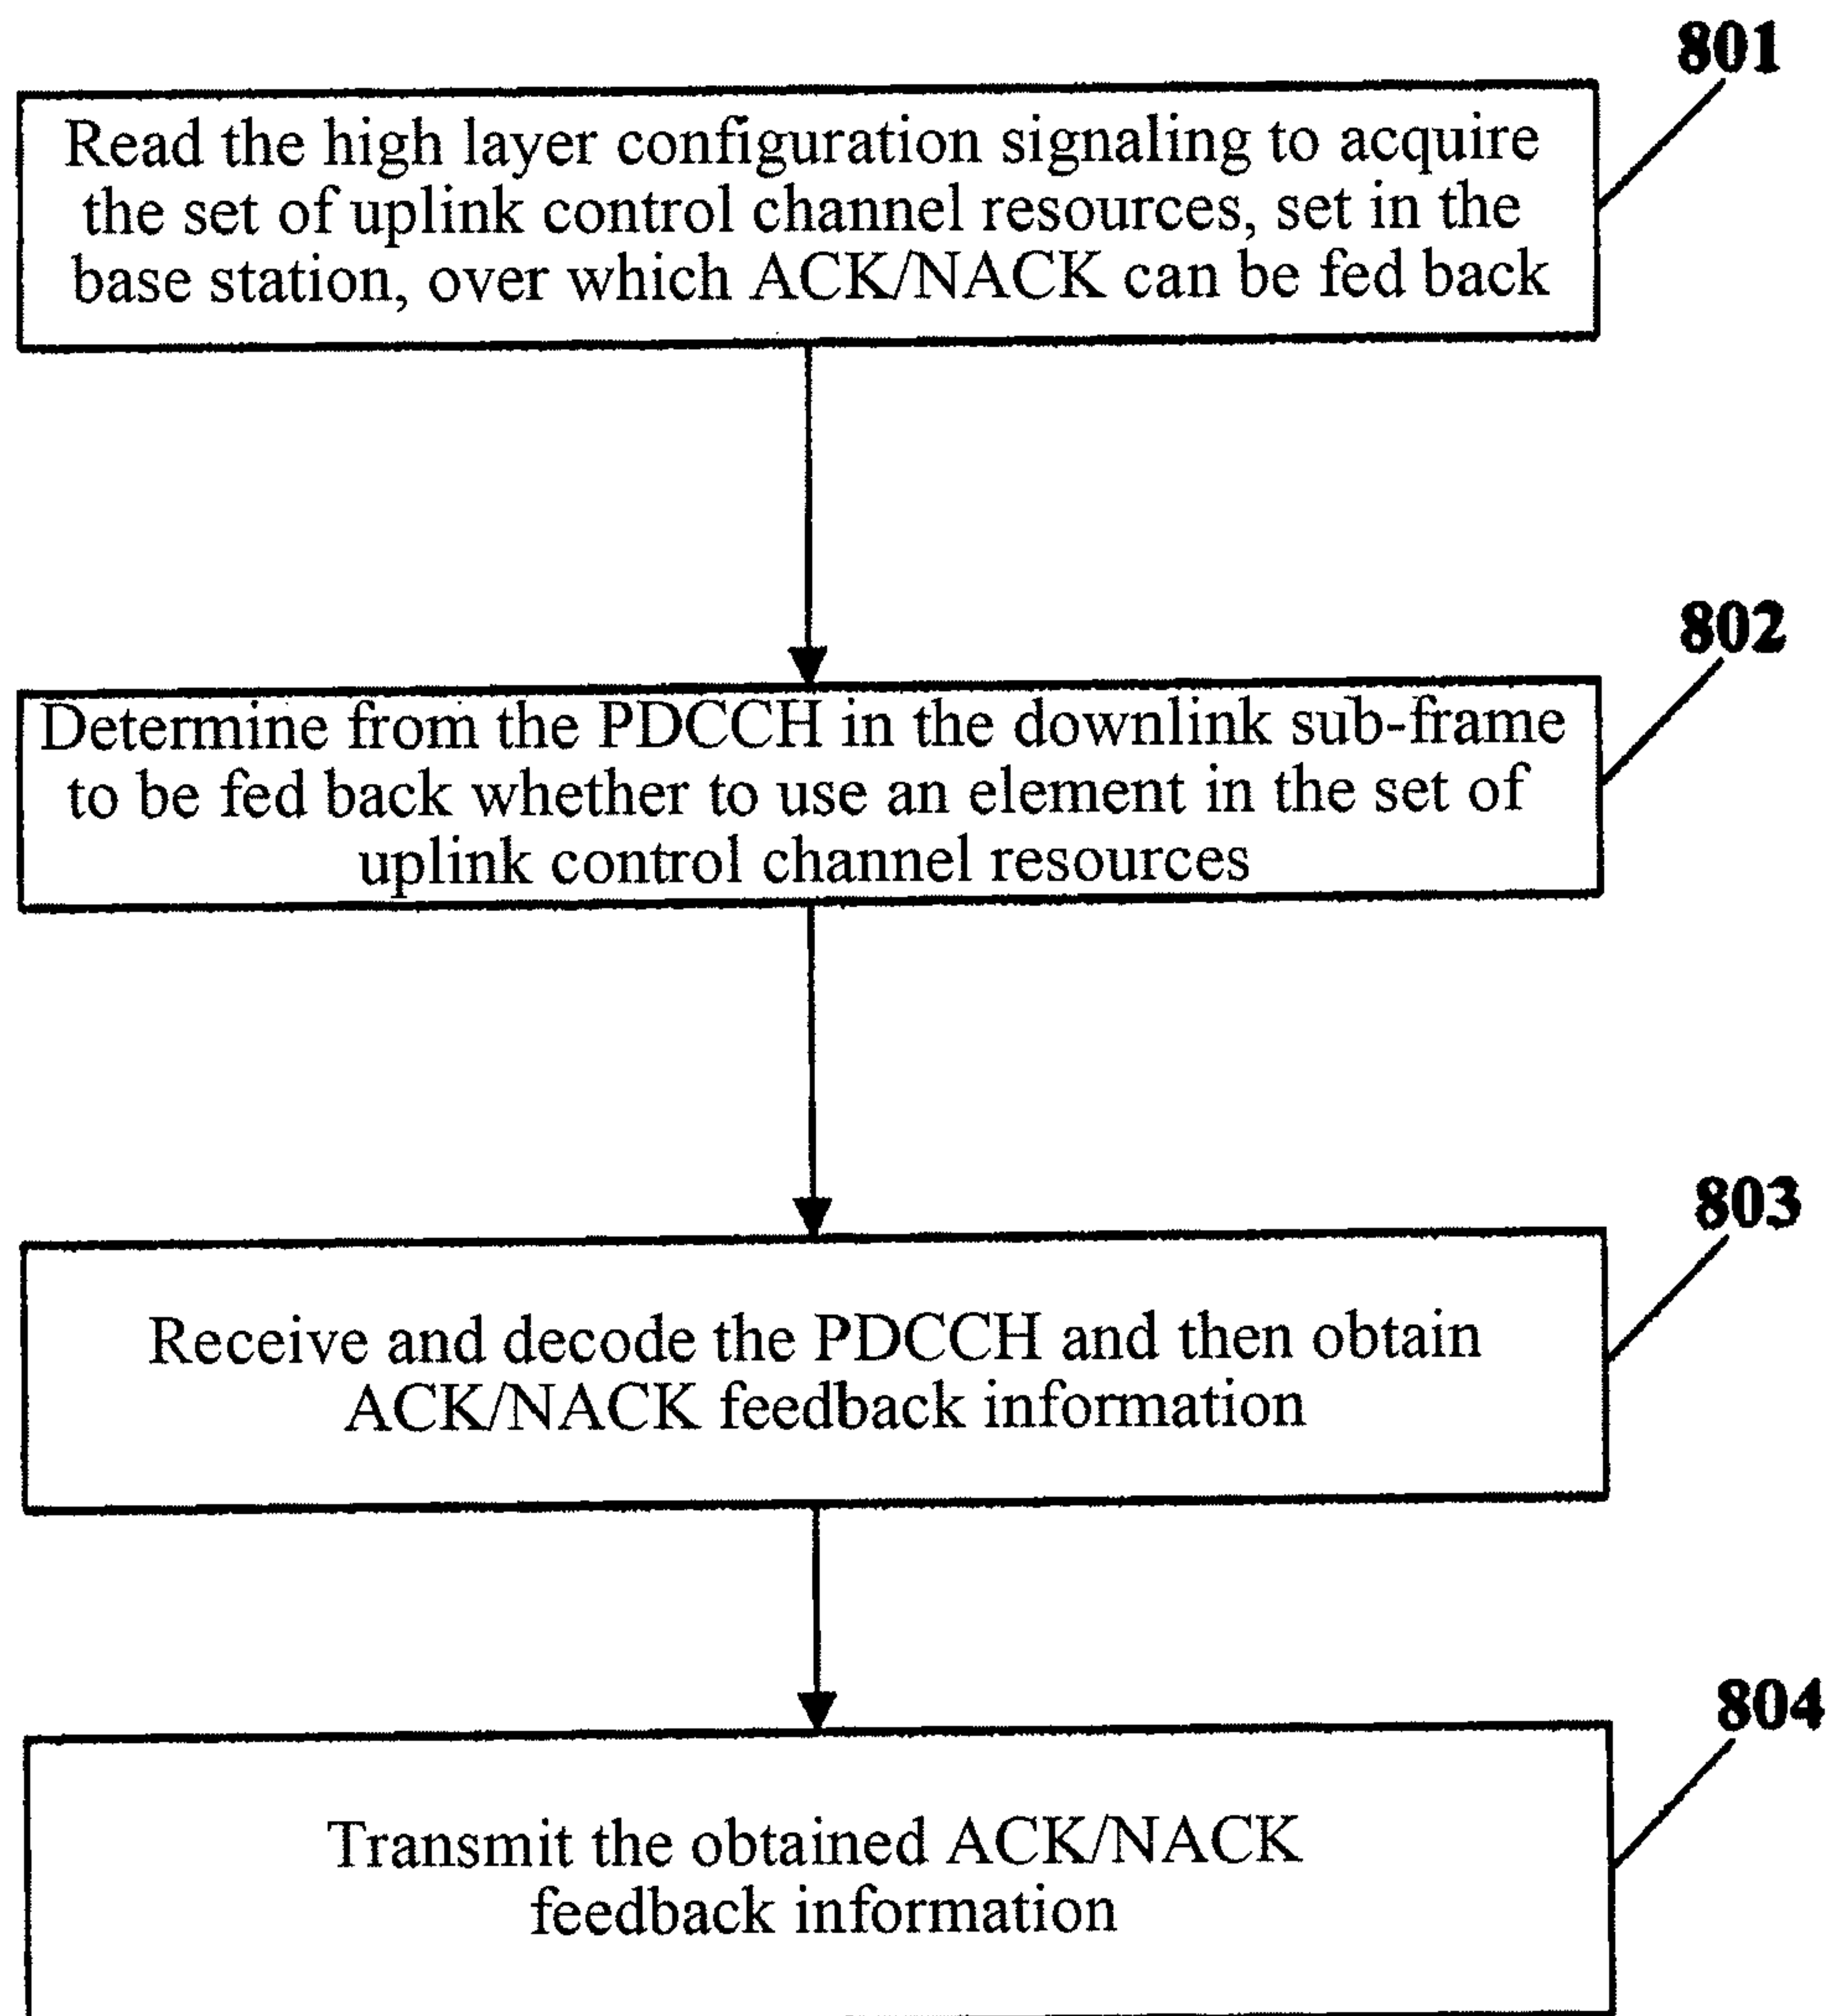 801
Read the high layer configuration signaling to acquire
the set of uplink control channel resources, set in the
base station, over which ACK/NACK can be fed back
802
Determine from the PDCCH in the downlink sub-frame
to be fed back whether to use an element in the set of
uplink control channel resources
803
Receive and decode the PDCCH and then obtain
ACK/NACK feedback information
804
Transmit the obtained ACK/NACK
feedback information